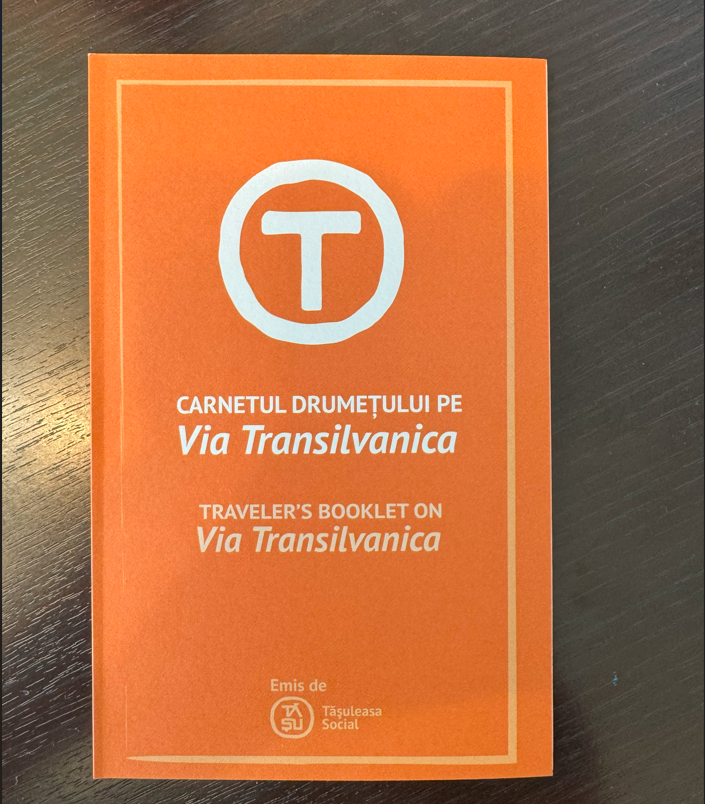 T
CARNETUL DRUMEȚULUI PE
Via Transilvanica
TRAVELER'S BOOKLET ON
Via Transilvanica
Emis de
TĂ
ȘU
Tășuleasa
Social